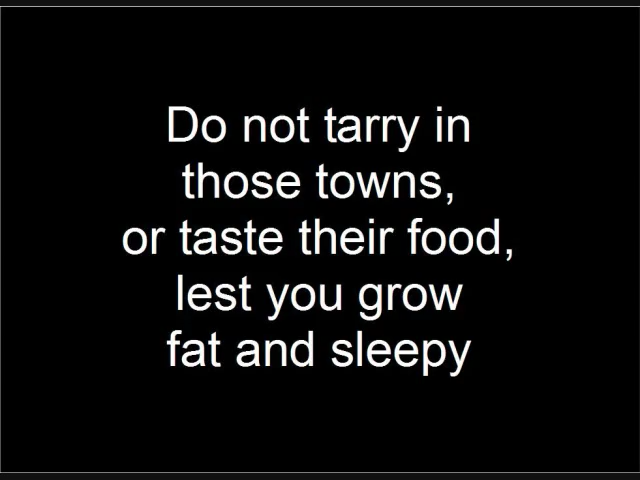 Do not tarry in
those towns,
or taste their food,
lest you grow
fat and sleepy